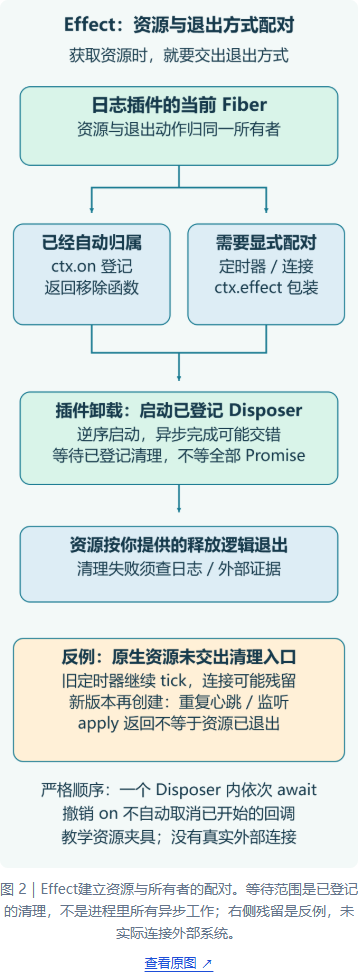 Effect：资源与退出方式配对
获取资源时，就要交出退出方式
日志插件的当前 Fiber
资源与退出动作归同一所有者
已经自动归属
ctx.on 登记
返回移除函数
需要显式配对
定时器 / 连接
ctx.effect 包装
插件卸载：启动已登记 Disposer
逆序启动，异步完成可能交错
等待已登记清理，不等全部 Promise
资源按你提供的释放逻辑退出
清理失败须查日志 / 外部证据
反例：原生资源未交出清理入口
旧定时器继续 tick，连接可能残留
新版本再创建：重复心跳 / 监听
apply 返回不等于资源已退出
严格顺序：一个 Disposer 内依次 await
撤销 on 不自动取消已开始的回调
教学资源夹具；没有真实外部连接
图 2 | Effect建立资源与所有者的配对。等待范围是已登记
的清理，不是进程里所有异步工作；右侧残留是反例，未
实际连接外部系统。
查看原图 ↗